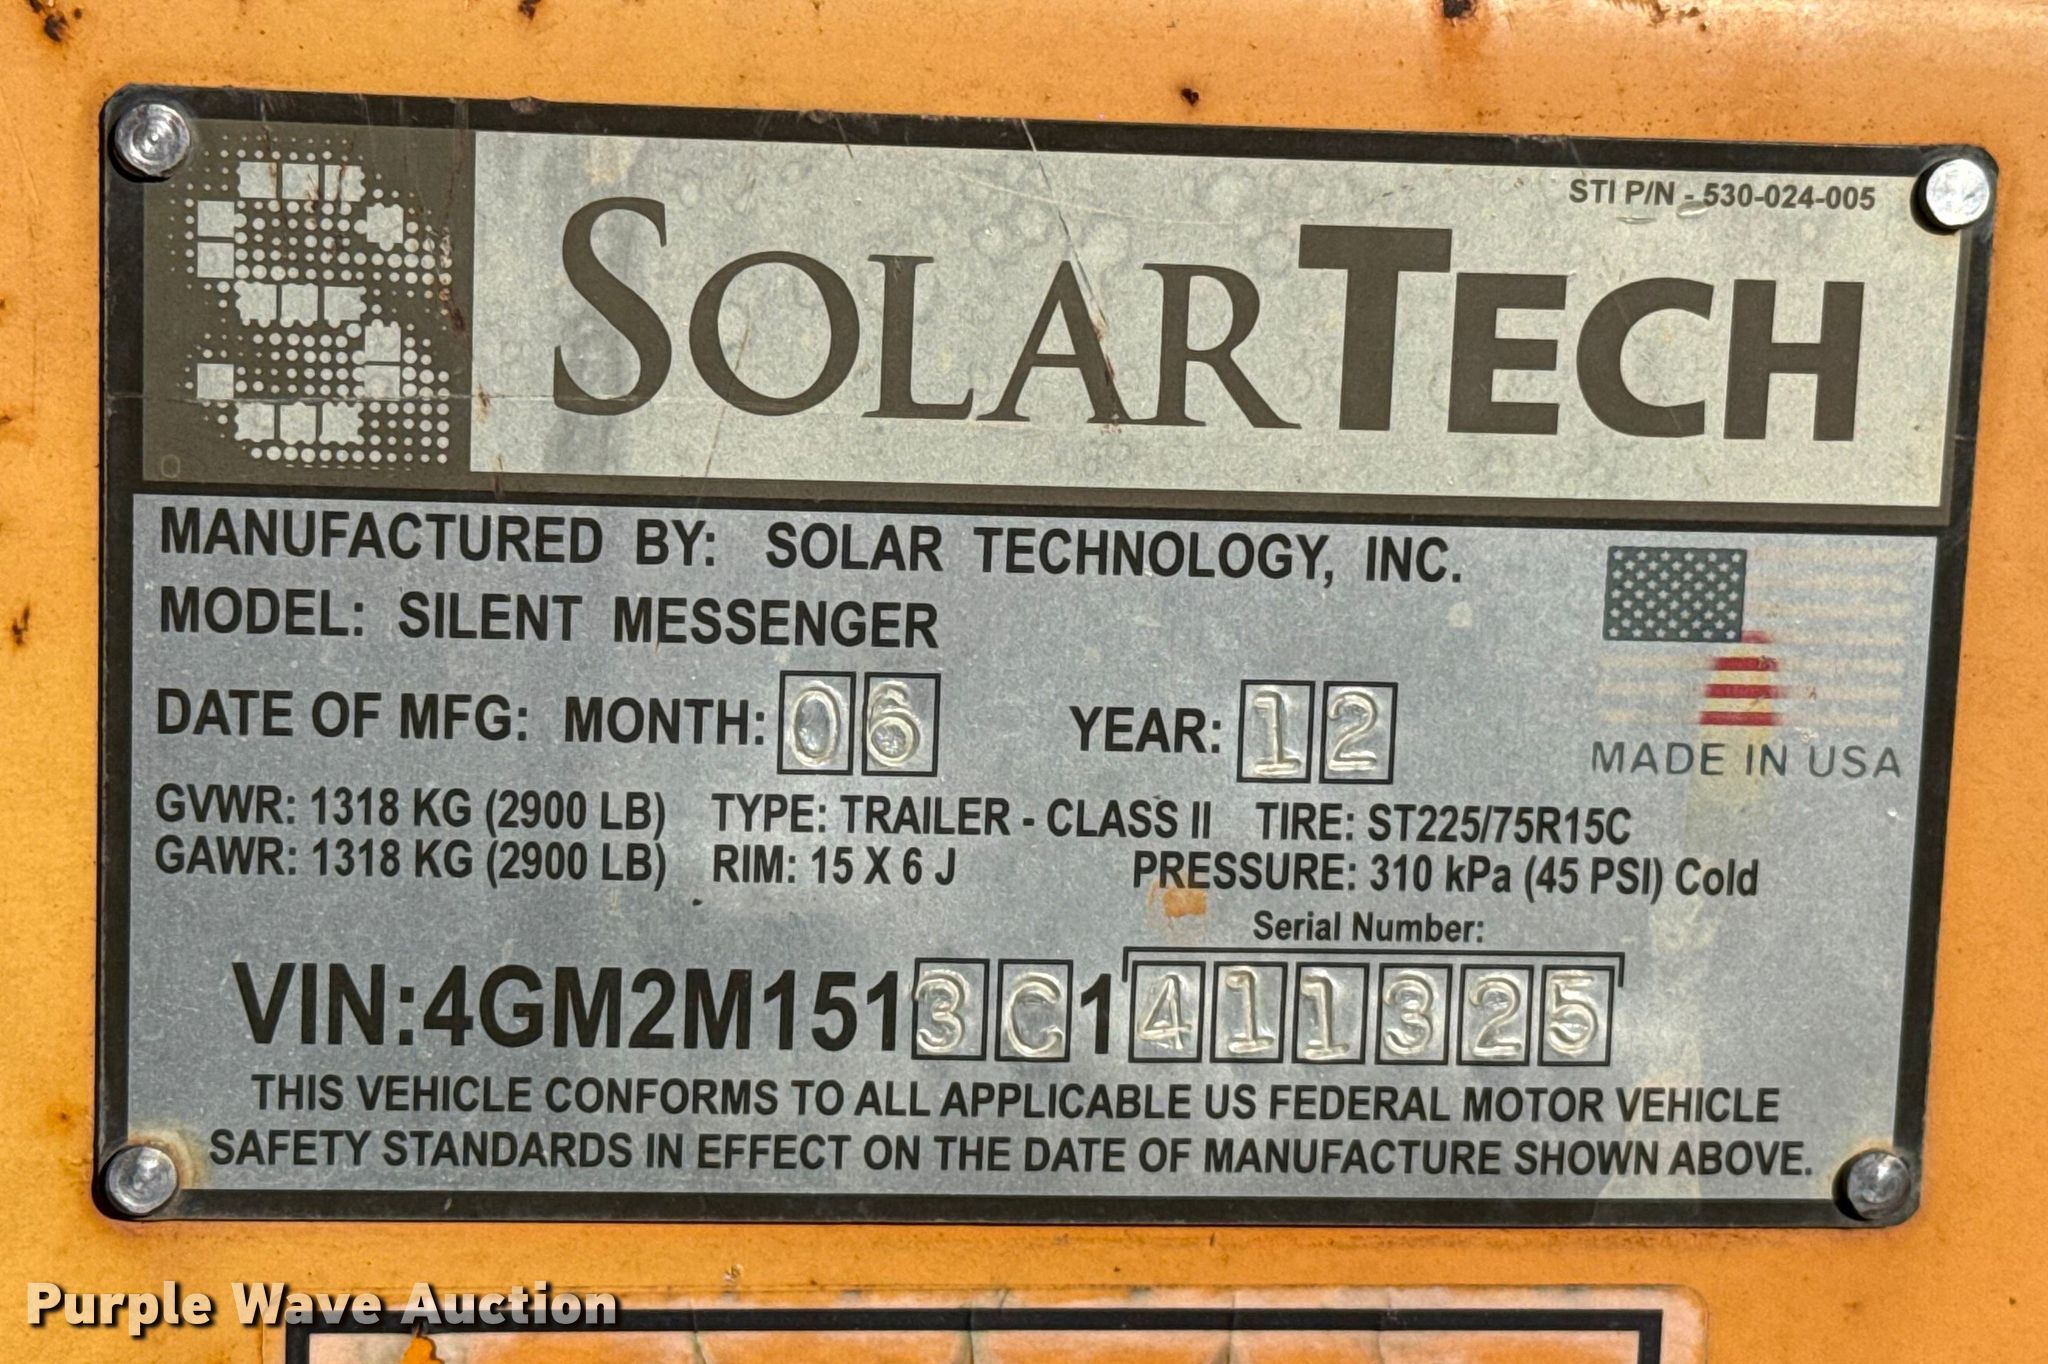 STI P/N - 530-024-005
SOLARTECH
MANUFACTURED BY: SOLAR TECHNOLOGY, INC.
MODEL: SILENT MESSENGER
DATE OF MFG: MONTH: 06 YEAR: 12
MADE IN USA
GVWR: 1318 KG (2900 LB) TYPE: TRAILER - CLASS II TIRE: ST225/75R15C
GAWR: 1318 KG (2900 LB) RIM: 15 X 6 J PRESSURE: 310 kPa (45 PSI) Cold
Serial Number:
VIN:4GM2M1513C1411325
THIS VEHICLE CONFORMS TO ALL APPLICABLE US FEDERAL MOTOR VEHICLE
SAFETY STANDARDS IN EFFECT ON THE DATE OF MANUFACTURE SHOWN ABOVE.
Purple Wave Auction